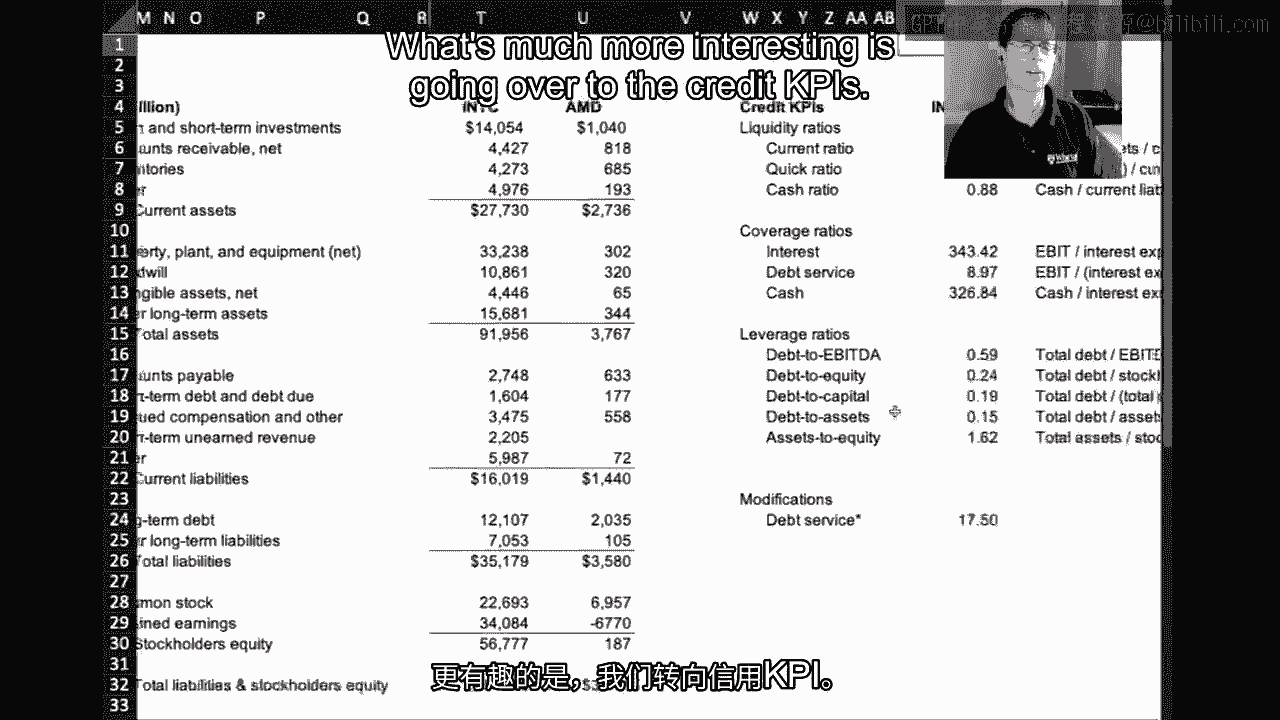 M N O P Q R T U V W X Y Z AA AB
@bilibili.com
What's much more interesting is
going over to the credit KPIs.
1
2
3
4 illion) INTC AMD Credit KPIs
5 and short-term investments $14,054 $1,040 Liquidity ratios
6 unts receivable, net 4,427 818 Current ratio
7 ntories 4,273 685 Quick ratio
8 er 4,976 193 Cash ratio 0.88 Cash / current liab
9 Current assets $27,730 $2,736
10 Coverage ratios
11 erty, plant, and equipment (net) 33,238 302 Interest 343.42 EBIT / interest exp
12 dwill 10,861 320 Debt service 8.97 EBIT / (interest ex
13 ngible assets, net 4,446 65 Cash 326.84 Cash / interest ex
14 er long-term assets 15,681 344
15 Total assets 91,956 3,767 Leverage ratios
16 Debt-to-EBITDA 0.59 Total debt / EBITD
17 unts payable 2,748 633 Debt-to-equity 0.24 Total debt / stockh
18 rt-term debt and debt due 1,604 177 Debt-to-capital 0.19 Total debt / (total
19 ued compensation and other 3,475 558 Debt-to-assets 0.15 Total debt / assets
20 rt-term unearned revenue 2,205 Assets-to-equity 1.62 Total assets / stoc
21 er 5,987 72
22 Current liabilities $16,019 $1,440
23 Modifications
24 g-term debt 12,107 2,035 Debt service* 17.50
25 er long-term liabilities 7,053 105
26 Total liabilities $35,179 $3,580
27
28 mon stock 22,693 6,957
29 ined earnings 34,084 -6770
30 Stockholders equity 56,777 187
31
32 Total liabilities & stockholders equity
33
更有趣的是，我们转向信用KPI。